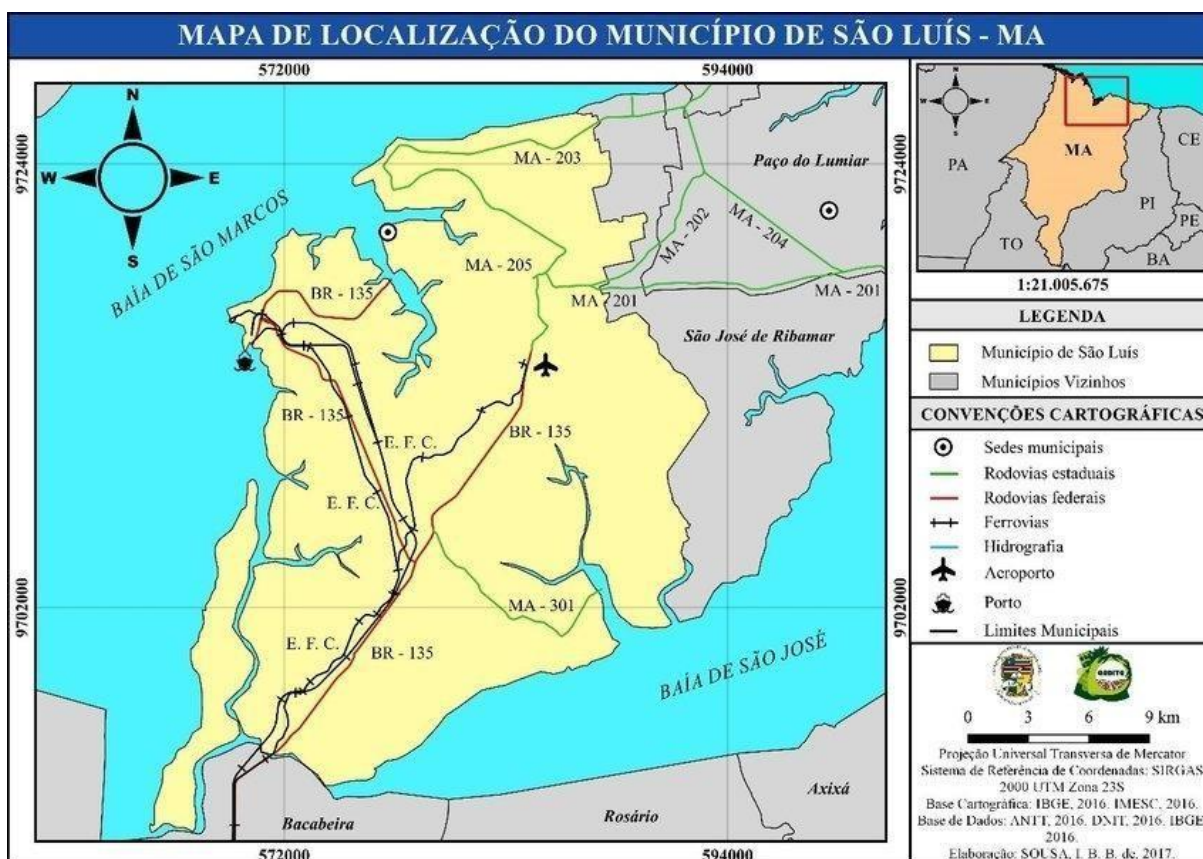 MAPA DE LOCALIZAÇÃO DO MUNICÍPIO DE SÃO LUÍS - MA
572000
594000
9724000
9702000
N
W
E
S
BAÍA DE SÃO MARCOS
MA - 203
Paço do Lumiar
MA - 202
MA - 204
MA - 205
MA - 201
MA - 201
BR - 135
São José de Ribamar
BR - 135
E. F. C.
BR - 135
E. F. C.
MA - 301
E. F. C.
BR - 135
BAÍA DE SÃO JOSÉ
Bacabeira
Rosário
Axixá
9724000
9702000
572000
594000
N
W
E
S
PA
MA
CE
PI
PE
TO
BA
1:21.005.675
LEGENDA
Município de São Luís
Municípios Vizinhos
CONVENÇÕES CARTOGRÁFICAS
Sedes municipais
Rodovias estaduais
Rodovias federais
Ferrovias
Hidrografia
Aeroporto
Porto
Limites Municipais
0 3 6 9 km
Projeção Universal Transversa de Mercator
Sistema de Referência de Coordenadas: SIRGAS
2000 UTM Zona 23S
Base Cartográfica: IBGE, 2016. IMESC, 2016.
Base de Dados: ANTT, 2016. DNIT, 2016. IBGE
2016.
Elaboração: SOUSA, I. B. B. de, 2017.